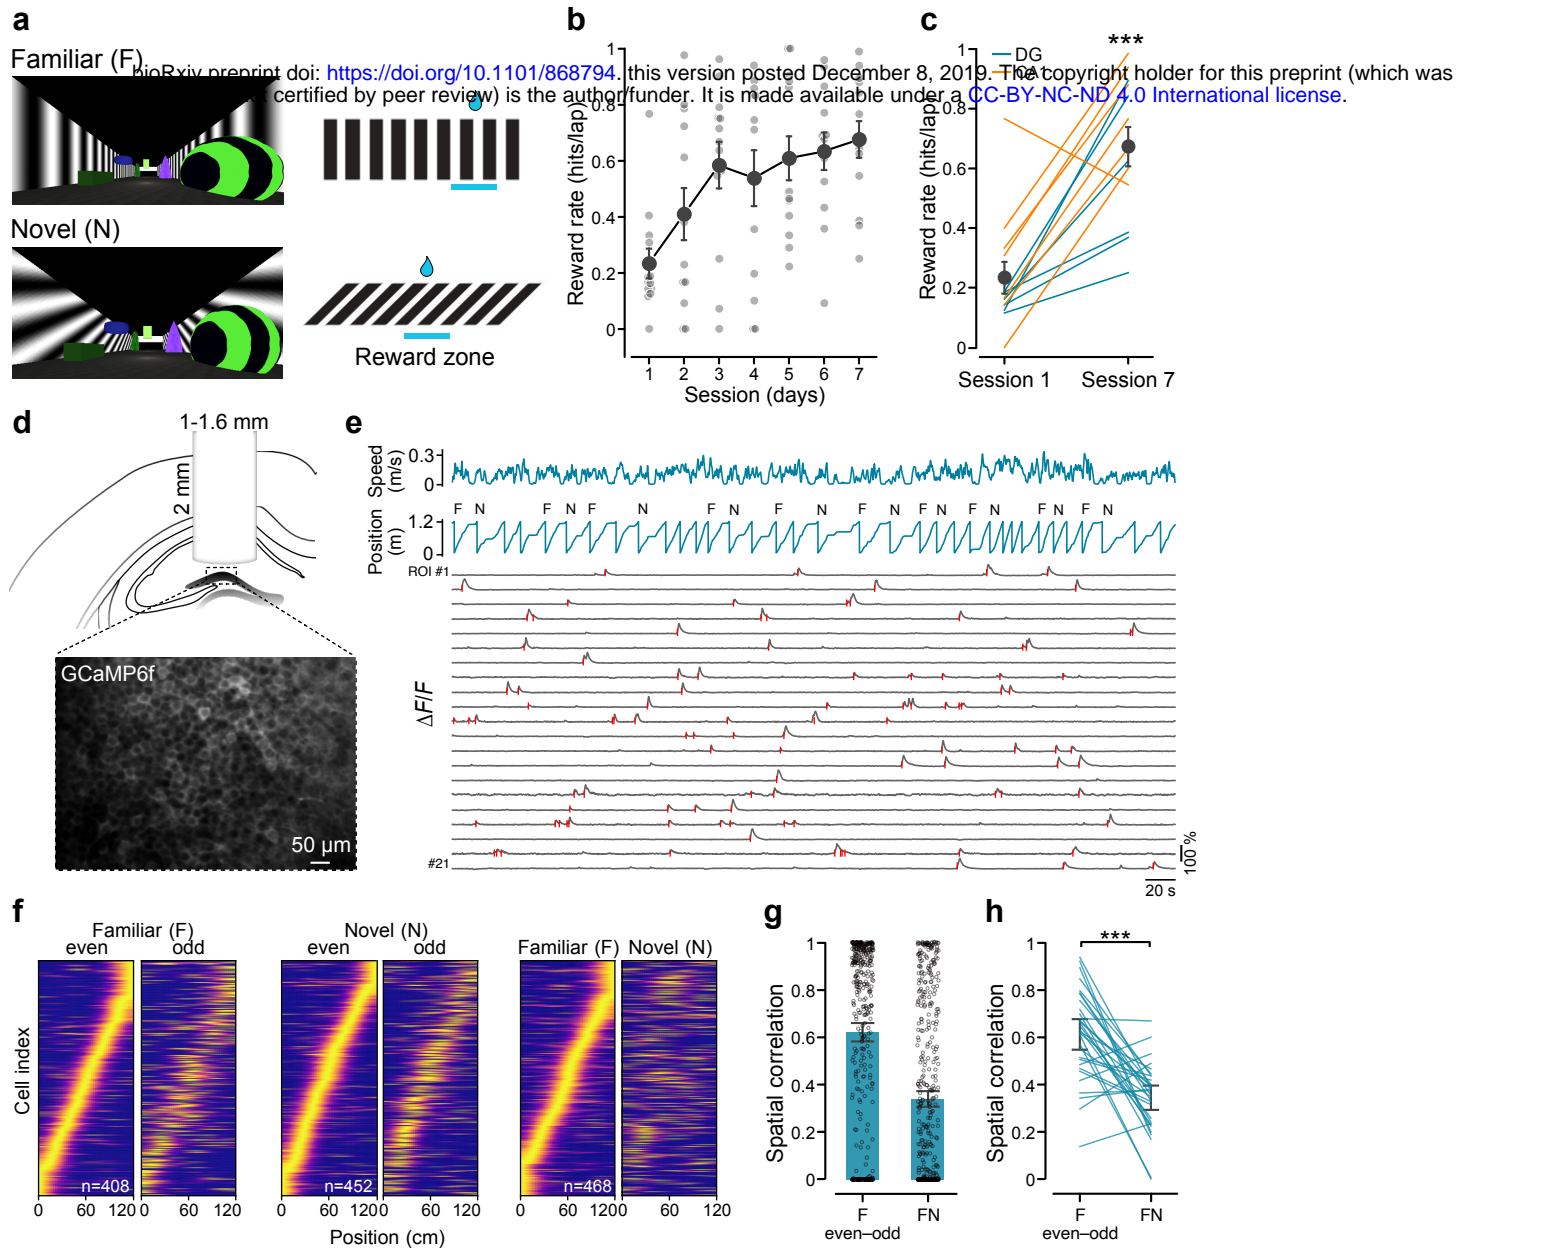 a
Familiar (F)
Novel (N)
Reward zone
bioRxiv preprint doi: https://doi.org/10.1101/868794. this version posted December 8, 2019. The copyright holder for this preprint (which was
certified by peer review) is the author/funder. It is made available under a CC-BY-NC-ND 4.0 International license.
b
Reward rate (hits/lap)
1
0.8
0.6
0.4
0.2
0
1 2 3 4 5 6 7
Session (days)
c
***
DG
CA1
Reward rate (hits/lap)
1
0.8
0.6
0.4
0.2
0
Session 1 Session 7
d
1-1.6 mm
2 mm
GCaMP6f
50 µm
e
Speed
(m/s)
0.3
0
F N F N F N F N F N F N F N F N F N F N
Position
(m)
1.2
0
ROI #1
ΔF/F
#21
100 %
20 s
f
Familiar (F)
even odd
Novel (N)
even odd
Familiar (F) Novel (N)
Cell index
n=408
n=452
n=468
0 60 120 0 60 120
0 60 120 0 60 120
0 60 120 0 60 120
Position (cm)
g
Spatial correlation
1
0.8
0.6
0.4
0.2
0
F FN
even–odd
h
***
Spatial correlation
1
0.8
0.6
0.4
0.2
0
F FN
even–odd